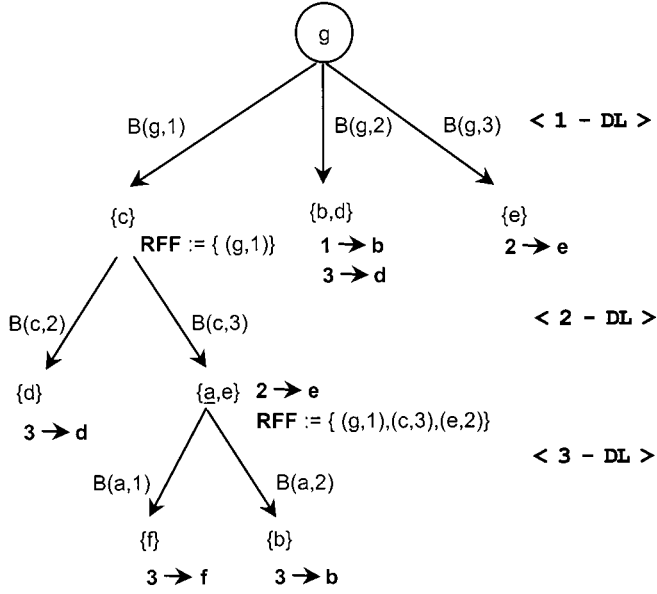 g
B(g,1) B(g,2) B(g,3) < 1 - DL >
{c} {b,d} {e}
RFF := { (g,1)} 1 → b 2 → e
3 → d
B(c,2) B(c,3) < 2 - DL >
{d} {a,e} 2 → e
3 → d RFF := { (g,1),(c,3),(e,2)}
< 3 - DL >
B(a,1) B(a,2)
{f} {b}
3 → f 3 → b